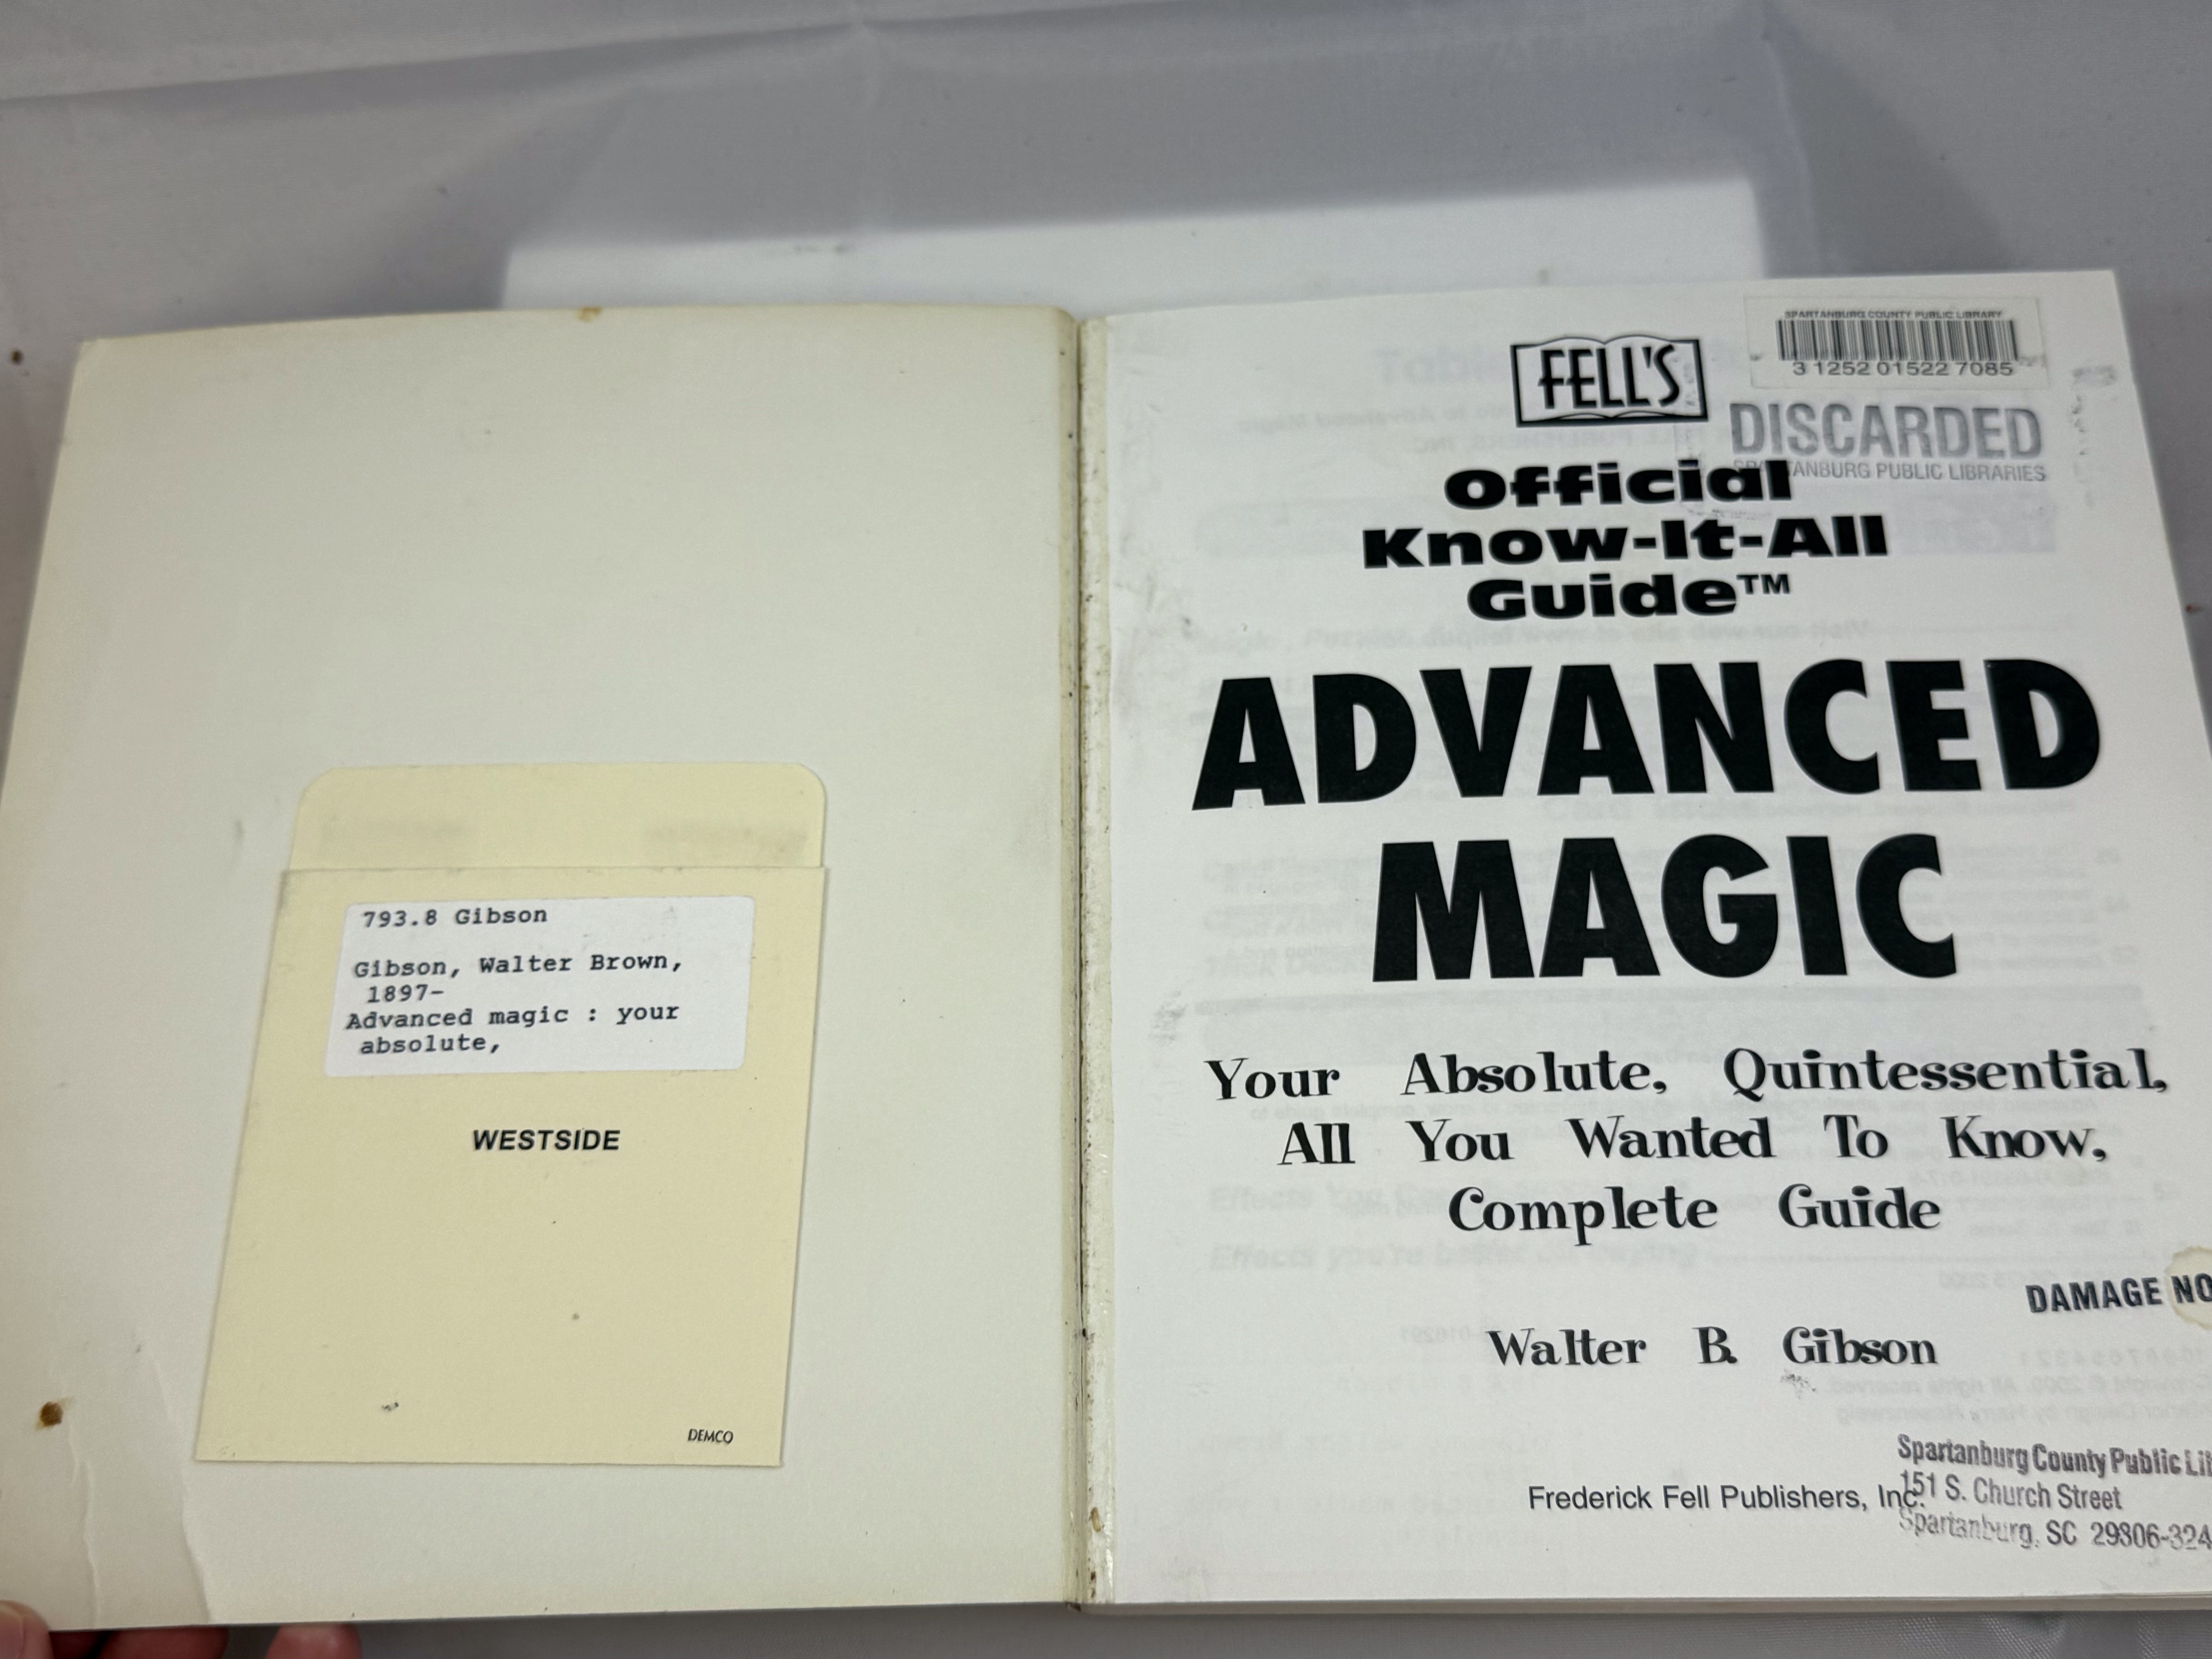 793.8 Gibson
Gibson, Walter Brown,
1897-
Advanced magic : your
absolute,
WESTSIDE
DEMCO
SPARTANBURG COUNTY PUBLIC LIBRARY
3 1252 01522 7085
FELL'S
DISCARDED
SPARTANBURG PUBLIC LIBRARIES
Official
Know-It-All
Guide™
ADVANCED
MAGIC
Your Absolute, Quintessential,
All You Wanted To Know,
Complete Guide
DAMAGE NO
Walter B. Gibson
Frederick Fell Publishers, Inc.
Spartanburg County Public Li
151 S. Church Street
Spartanburg, SC 29306-324